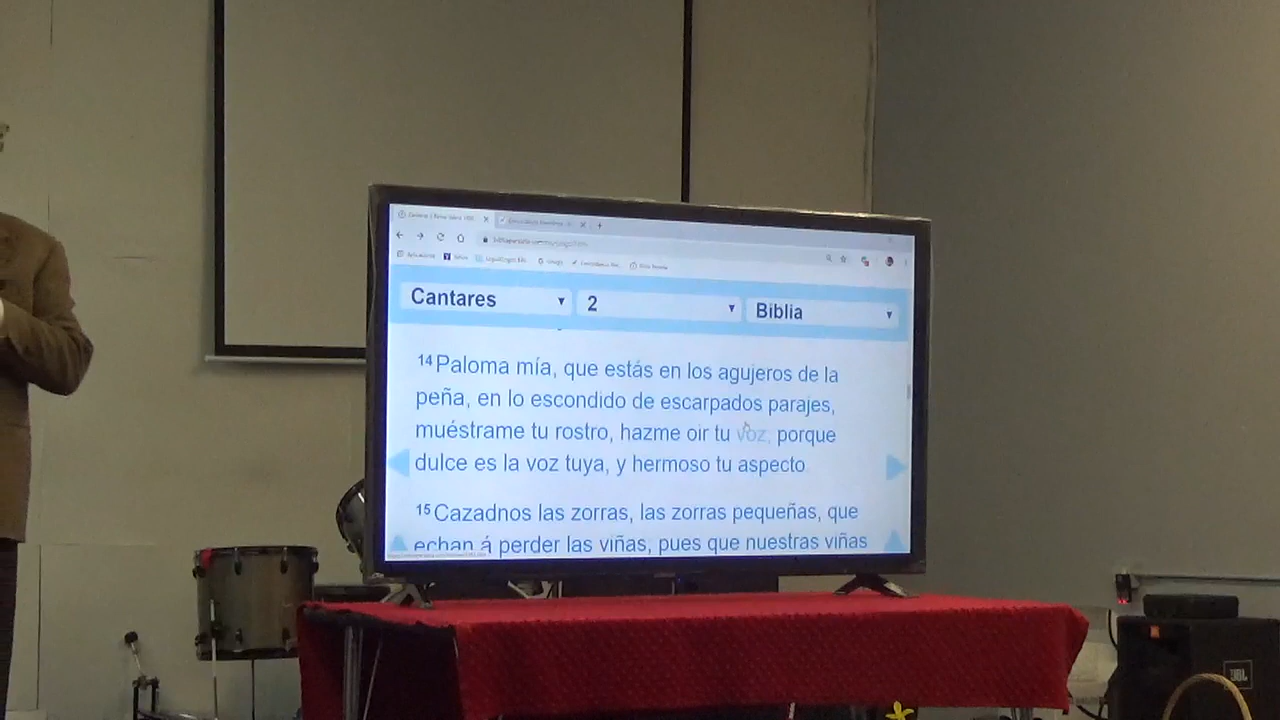 Cantares
2
Biblia
14 Paloma mía, que estás en los agujeros de la
peña, en lo escondido de escarpados parajes,
muéstrame tu rostro, hazme oir tu voz, porque
dulce es la voz tuya, y hermoso tu aspecto
15 Cazadnos las zorras, las zorras pequeñas, que
echan á perder las viñas, pues que nuestras viñas
JBL